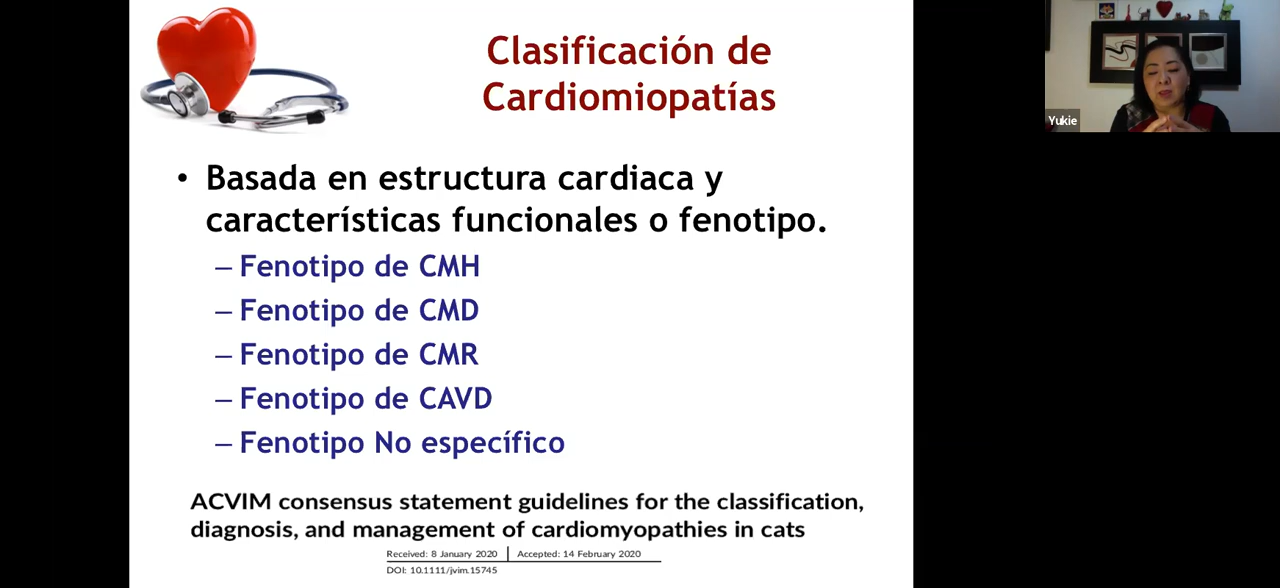 Clasificación de
Cardiomiopatías
• Basada en estructura cardiaca y
características funcionales o fenotipo.
– Fenotipo de CMH
– Fenotipo de CMD
– Fenotipo de CMR
– Fenotipo de CAVD
– Fenotipo No específico
ACVIM consensus statement guidelines for the classification,
diagnosis, and management of cardiomyopathies in cats
Received: 8 January 2020 | Accepted: 14 February 2020
DOI: 10.1111/jvim.15745
Yukie